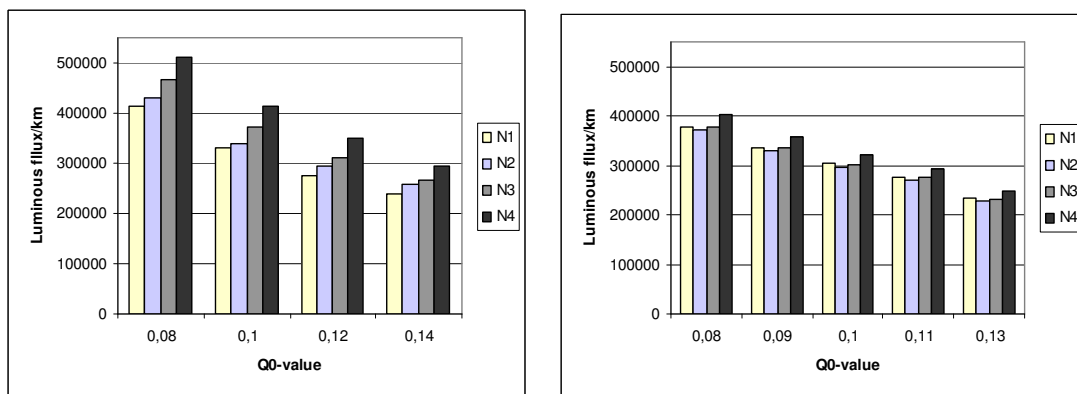 500000
400000
300000
200000
100000
0
Luminous fllux/km
0,08 0,1 0,12 0,14
Q0-value
N1
N2
N3
N4
500000
400000
300000
200000
100000
0
Luminous fllux/km
0,08 0,09 0,1 0,11 0,13
Q0-value
N1
N2
N3
N4